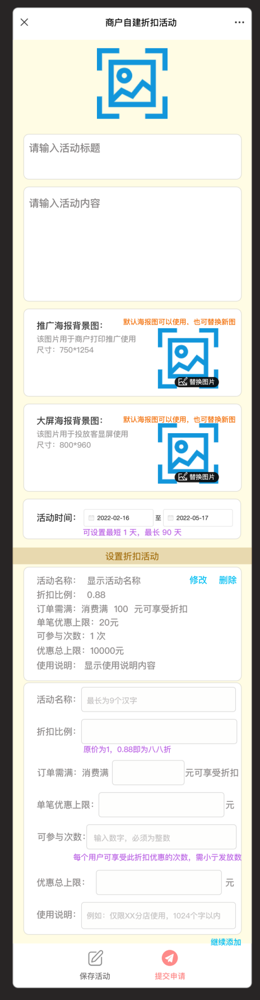 商户自建折扣活动
请输入活动标题
请输入活动内容
推广海报背景图：
默认海报图可以使用，也可替换新图
该图片用于商户打印推广使用
尺寸：750*1254
替换图片
大屏海报背景图：
默认海报图可以使用，也可替换新图
该图片用于投放客显屏使用
尺寸：800*960
替换图片
活动时间： 2022-02-16 至 2022-05-17
可设置最短 1 天，最长 90 天
设置折扣活动
活动名称： 显示活动名称 修改 删除
折扣比例： 0.88
订单需满：消费满 100 元可享受折扣
单笔优惠上限：20元
可参与次数：1 次
优惠总上限：10000元
使用说明： 显示使用说明内容
活动名称： 最长为9个汉字
折扣比例：
原价为1，0.88即为八八折
订单需满：消费满 元可享受折扣
单笔优惠上限： 元
可参与次数： 输入数字，必须为整数
每个用户可享受此折扣优惠的次数，需小于发放数
优惠总上限： 元
使用说明： 例如：仅限XX分店使用，1024个字以内
继续添加
保存活动 提交申请